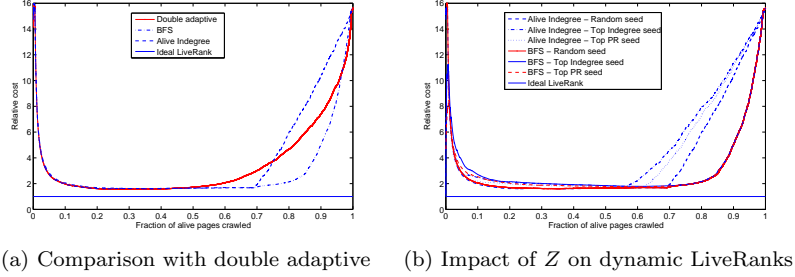 Double adaptive
BFS
Alive Indegree
Ideal LiveRank
Relative cost
16
14
12
10
8
6
4
2
0
0 0.1 0.2 0.3 0.4 0.5 0.6 0.7 0.8 0.9 1
Fraction of alive pages crawled
(a) Comparison with double adaptive
Alive Indegree − Random seed
Alive Indegree − Top Indegree seed
Alive Indegree − Top PR seed
BFS − Random seed
BFS − Top Indegree seed
BFS − Top PR seed
Ideal LiveRank
Relative cost
16
14
12
10
8
6
4
2
0
0 0.1 0.2 0.3 0.4 0.5 0.6 0.7 0.8 0.9 1
Fraction of alive pages crawled
(b) Impact of Z on dynamic LiveRanks